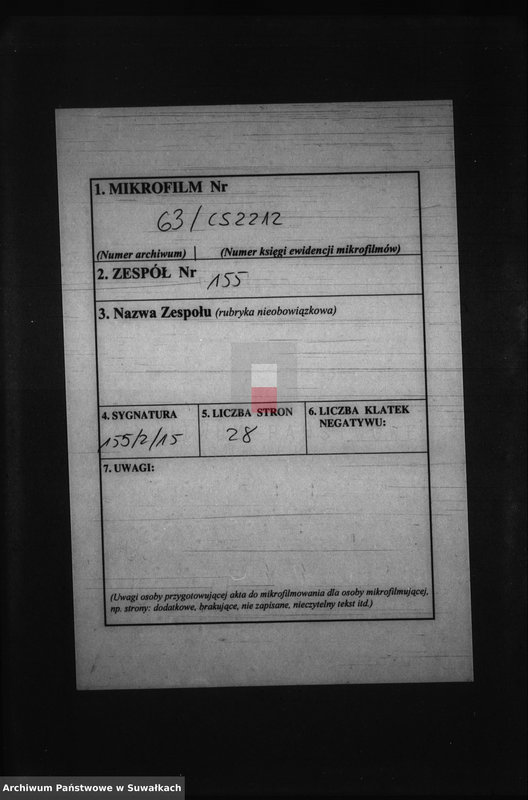 1. MIKROFILM Nr
63/CS2212
(Numer archiwum) | (Numer księgi ewidencji mikrofilmów)
2. ZESPÓŁ Nr 155
3. Nazwa Zespołu (rubryka nieobowiązkowa)
4. SYGNATURA
155/2/15
5. LICZBA STRON
28
6. LICZBA KLATEK
NEGATYWU:
7. UWAGI:
(Uwagi osoby przygotowującej akta do mikrofilmowania dla osoby mikrofilmującej,
np. strony: dodatkowe, brakujące, nie zapisane, nieczytelny tekst itd.)
Archiwum Państwowe w Suwałkach